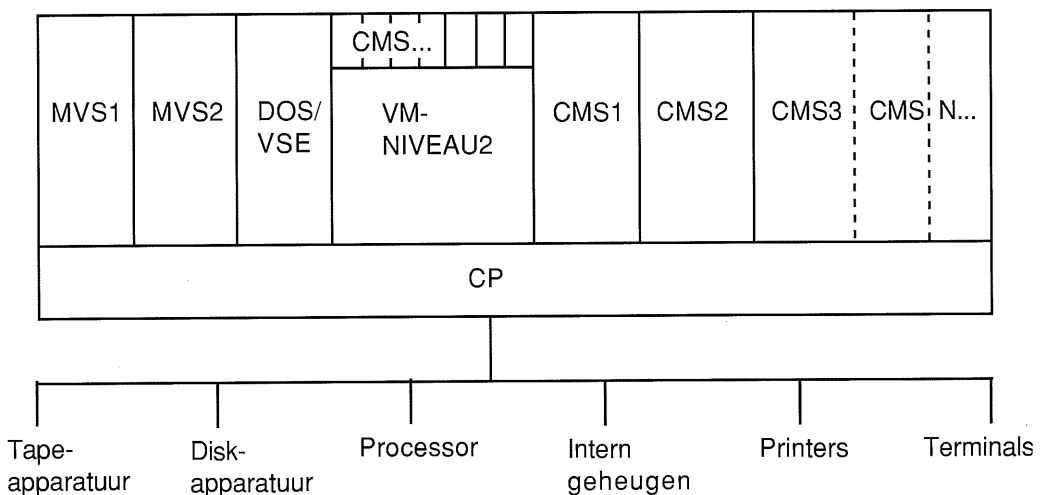 CMS...
MVS1 MVS2 DOS/ VM- CMS1 CMS2 CMS3 CMS N...
VSE NIVEAU2
CP
Tape- Disk- Processor Intern Printers Terminals
apparatuur apparatuur geheugen